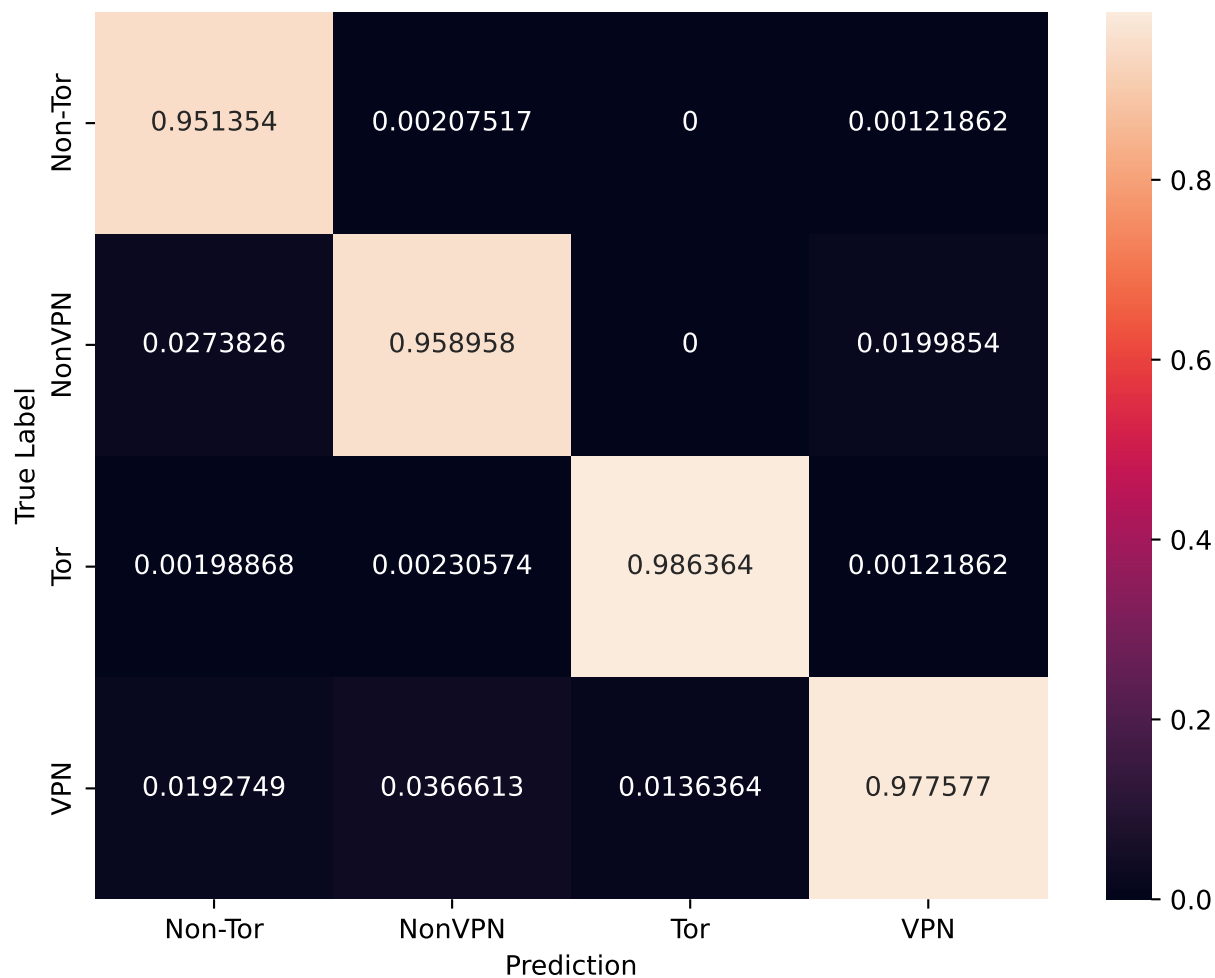 True Label
Non-Tor 0.951354 0.00207517 0 0.00121862
NonVPN 0.0273826 0.958958 0 0.0199854
Tor 0.00198868 0.00230574 0.986364 0.00121862
VPN 0.0192749 0.0366613 0.0136364 0.977577
Non-Tor NonVPN Tor VPN
Prediction
0.8
0.6
0.4
0.2
0.0